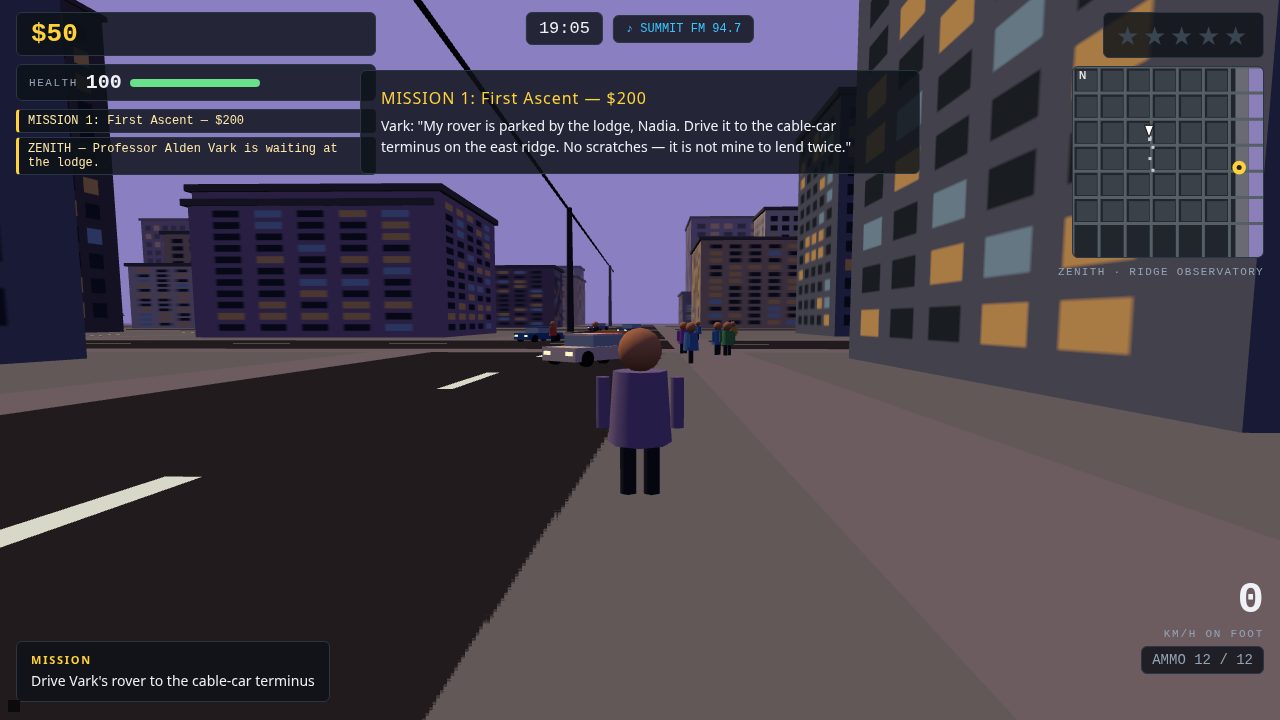 $50
19:05
♪ SUMMIT FM 94.7
★★★★★
HEALTH 100
MISSION 1: First Ascent — $200
ZENITH — Professor Alden Vark is waiting at
the lodge.
MISSION 1: First Ascent — $200
Vark: "My rover is parked by the lodge, Nadia. Drive it to the cable-car
terminus on the east ridge. No scratches — it is not mine to lend twice."
N
ZENITH · RIDGE OBSERVATORY
0
KM/H ON FOOT
AMMO 12 / 12
MISSION
Drive Vark's rover to the cable-car terminus